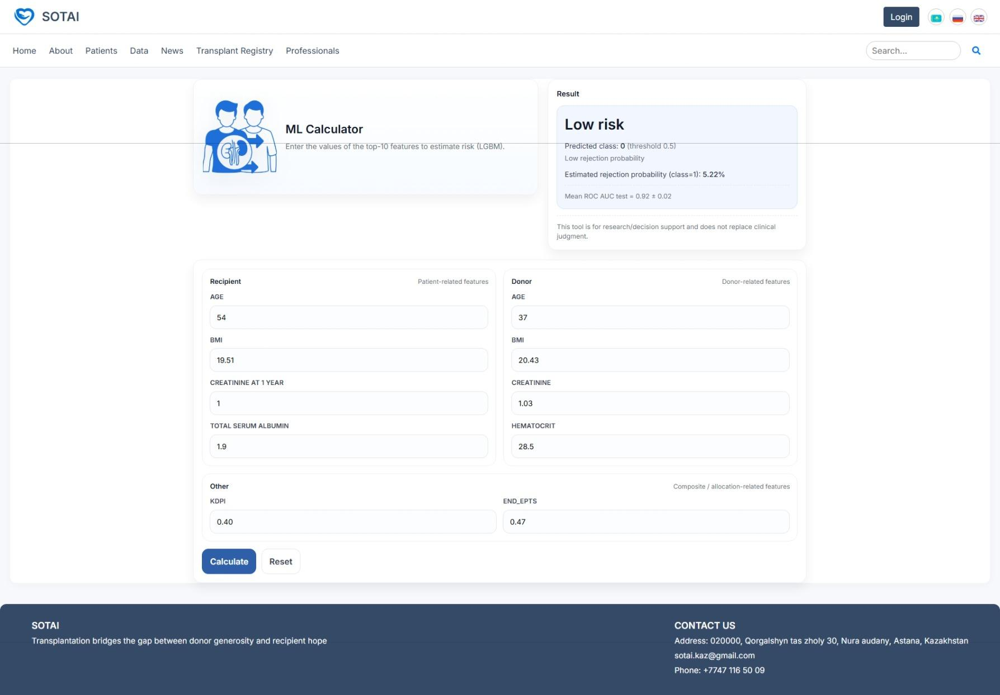 SOTAI
Login
Home About Patients Data News Transplant Registry Professionals
Search...
ML Calculator
Enter the values of the top-10 features to estimate risk (LGBM).
Result
Low risk
Predicted class: 0 (threshold 0.5)
Low rejection probability
Estimated rejection probability (class=1): 5.22%
Mean ROC AUC test = 0.92 ± 0.02
This tool is for research/decision support and does not replace clinical
judgment.
Recipient Patient-related features
AGE
54
BMI
19.51
CREATININE AT 1 YEAR
1
TOTAL SERUM ALBUMIN
1.9
Donor Donor-related features
AGE
37
BMI
20.43
CREATININE
1.03
HEMATOCRIT
28.5
Other Composite / allocation-related features
KDPI
0.40
END_EPTS
0.47
Calculate Reset
SOTAI
Transplantation bridges the gap between donor generosity and recipient hope
CONTACT US
Address: 020000, Qorgalshyn tas zholy 30, Nura audany, Astana, Kazakhstan
sotai.kaz@gmail.com
Phone: +7747 116 50 09